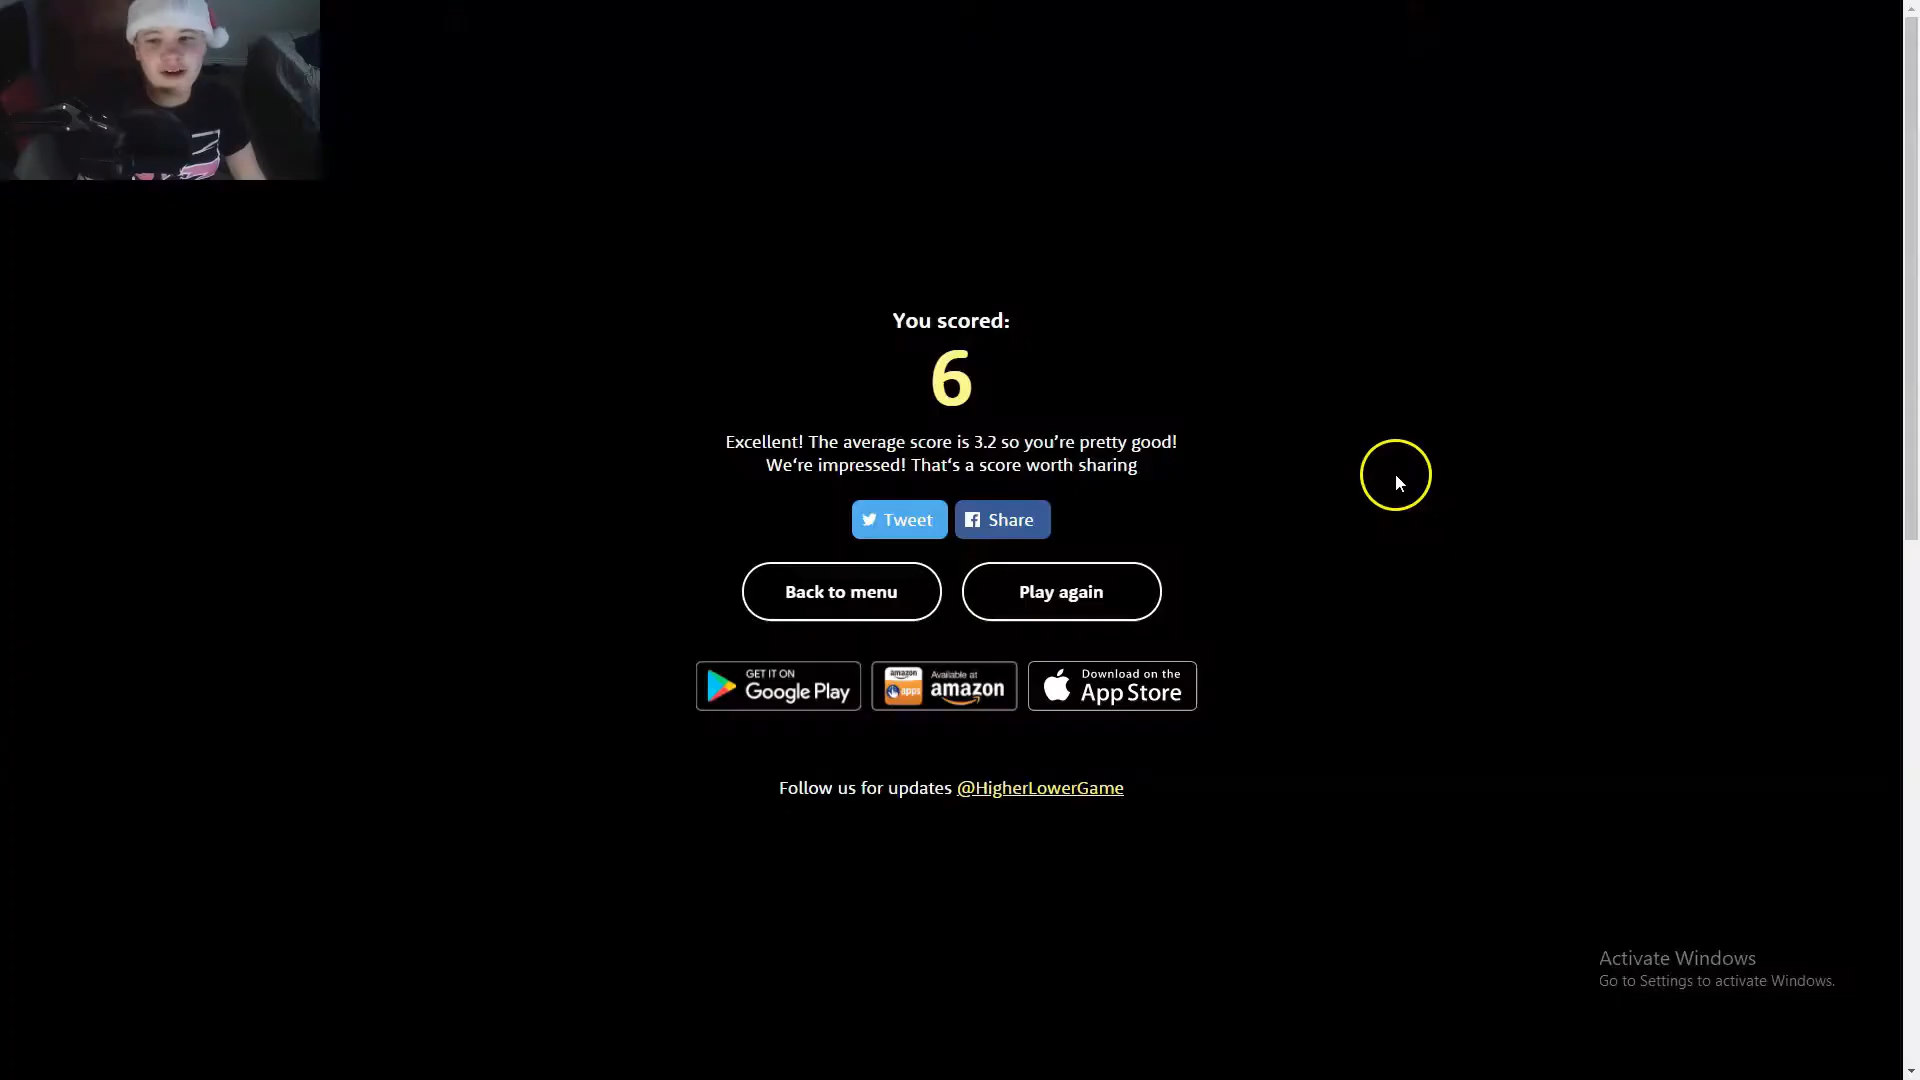 You scored:
6
Excellent! The average score is 3.2 so you're pretty good!
We're impressed! That's a score worth sharing
Tweet
Share
Back to menu
Play again
GET IT ON
Google Play
amazon
apps
Available at
amazon
Download on the
App Store
Follow us for updates @HigherLowerGame
Activate Windows
Go to Settings to activate Windows.